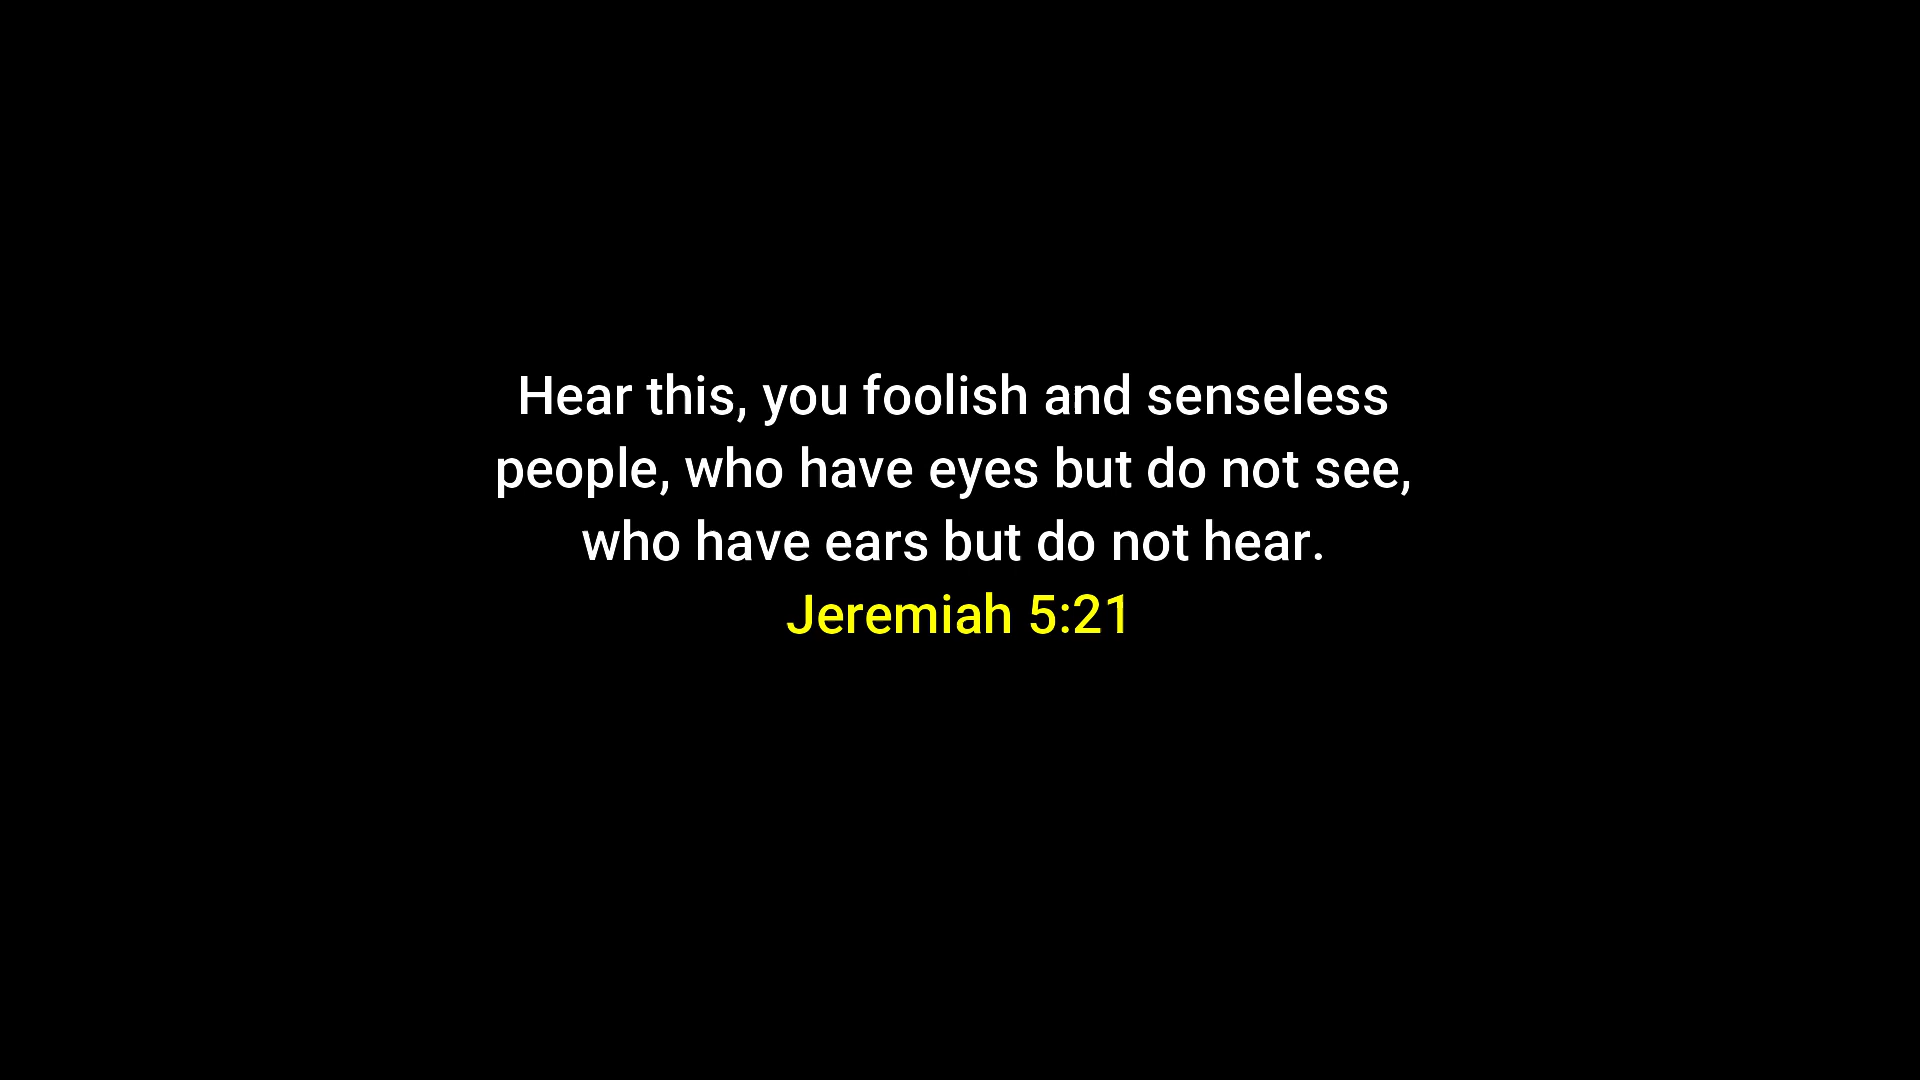 Hear this, you foolish and senseless
people, who have eyes but do not see,
who have ears but do not hear.
Jeremiah 5:21